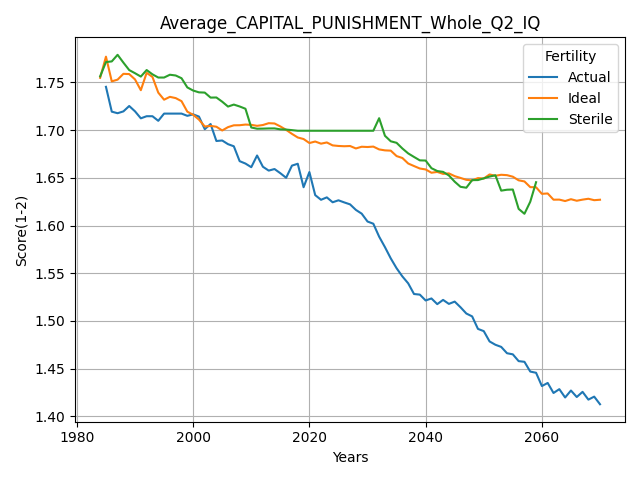 Average_CAPITAL_PUNISHMENT_Whole_Q2_IQ
Fertility
Actual
Ideal
Sterile
Score(1-2)
1.75
1.70
1.65
1.60
1.55
1.50
1.45
1.40
1980
2000
2020
2040
2060
Years